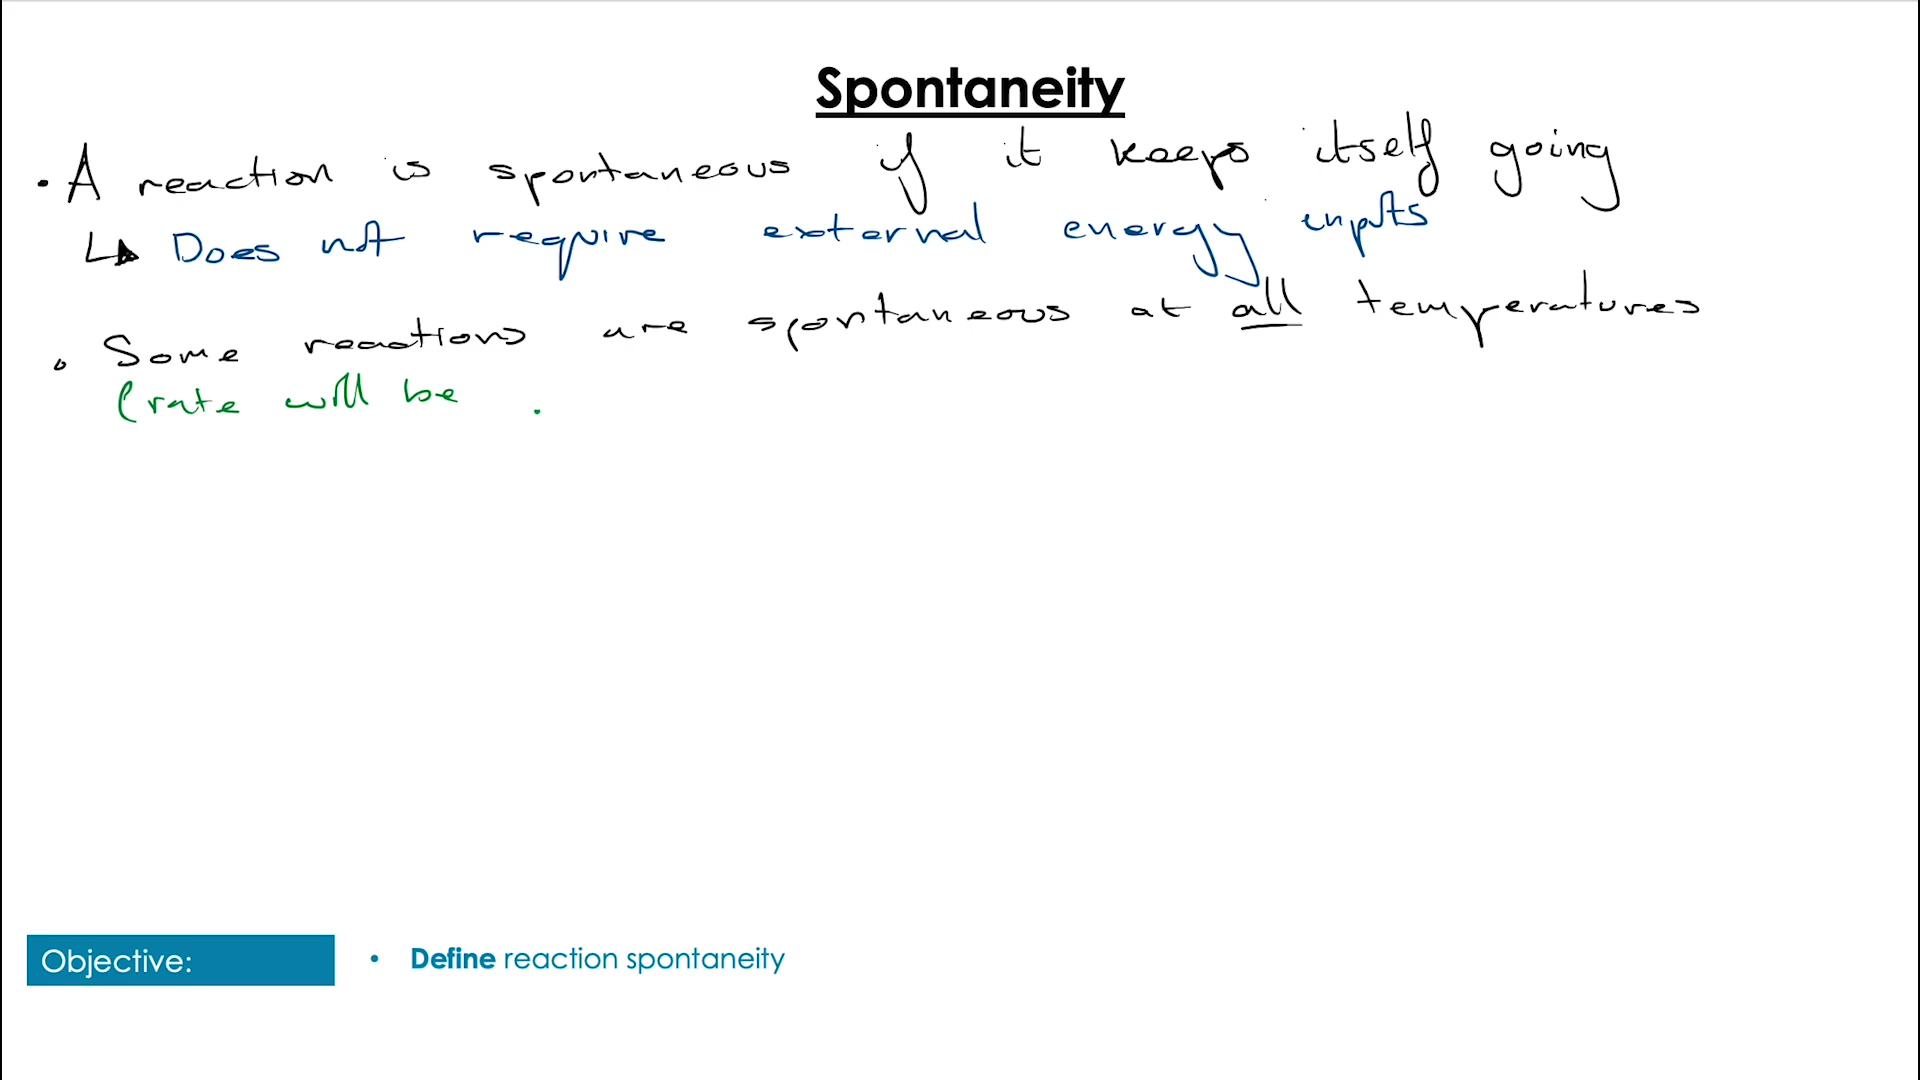 Spontaneity
• A reaction is spontaneous if it keeps itself going
↳ Does not require external energy inputs
• Some reactions are spontaneous at all temperatures
(rate will be
Objective:
• Define reaction spontaneity